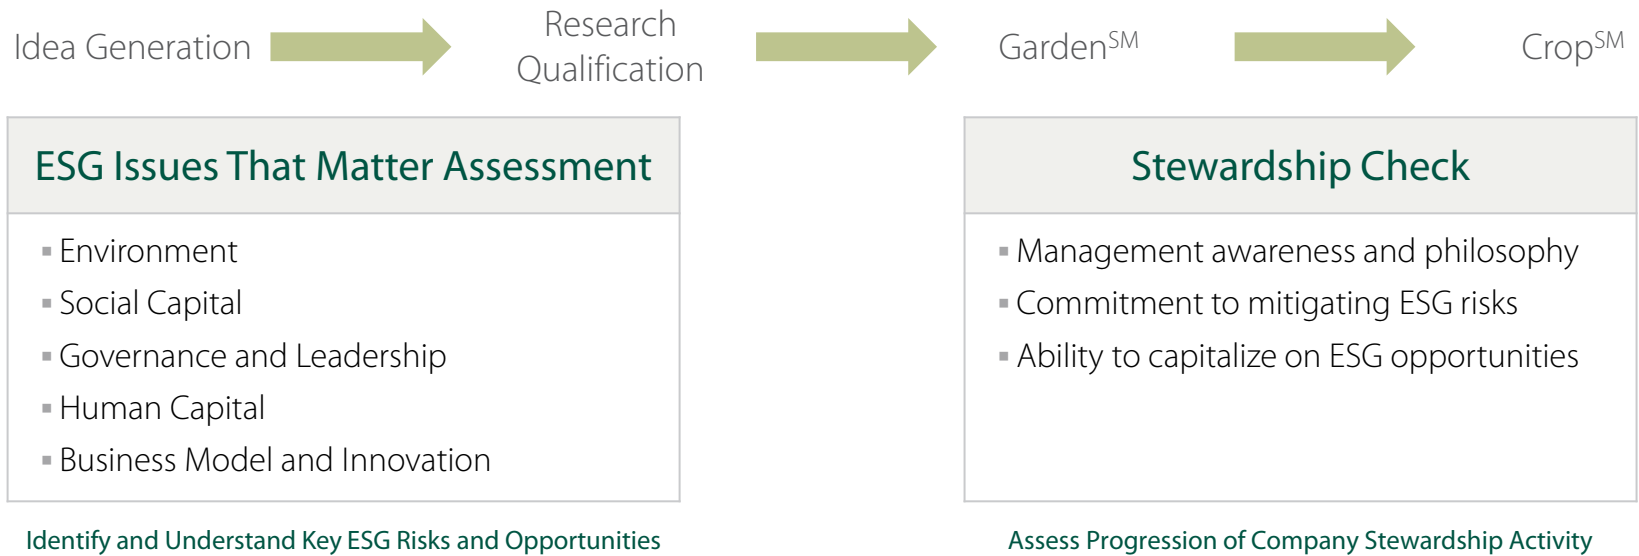 Idea Generation
Research
Qualification
Garden℠
Crop℠
ESG Issues That Matter Assessment
▪ Environment
▪ Social Capital
▪ Governance and Leadership
▪ Human Capital
▪ Business Model and Innovation
Identify and Understand Key ESG Risks and Opportunities
Stewardship Check
▪ Management awareness and philosophy
▪ Commitment to mitigating ESG risks
▪ Ability to capitalize on ESG opportunities
Assess Progression of Company Stewardship Activity